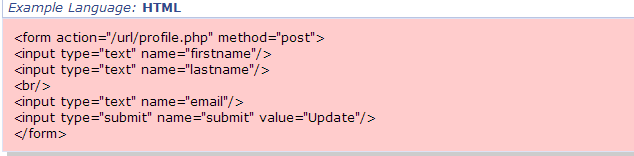 Example Language: HTML
<form action="/url/profile.php" method="post">
<input type="text" name="firstname"/>
<input type="text" name="lastname"/>
<br/>
<input type="text" name="email"/>
<input type="submit" name="submit" value="Update"/>
</form>